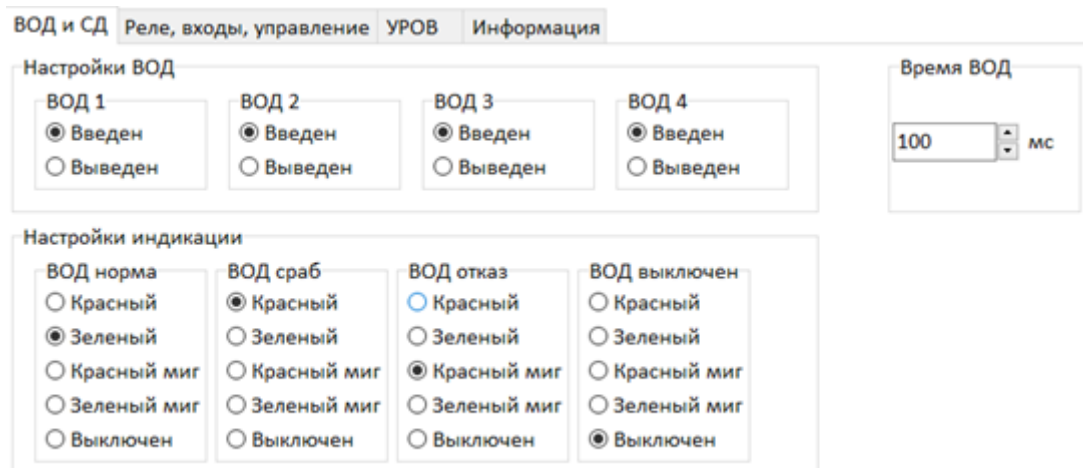 ВОД и СД Реле, входы, управление УРОВ Информация
Настройки ВОД Время ВОД
ВОД 1 ВОД 2 ВОД 3 ВОД 4
Введен Введен Введен Введен
100 мс
Выведен Выведен Выведен Выведен
Настройки индикации
ВОД норма ВОД сраб ВОД отказ ВОД выключен
Красный Красный Красный Красный
Зеленый Зеленый Зеленый Зеленый
Красный миг Красный миг Красный миг Красный миг
Зеленый миг Зеленый миг Зеленый миг Зеленый миг
Выключен Выключен Выключен Выключен